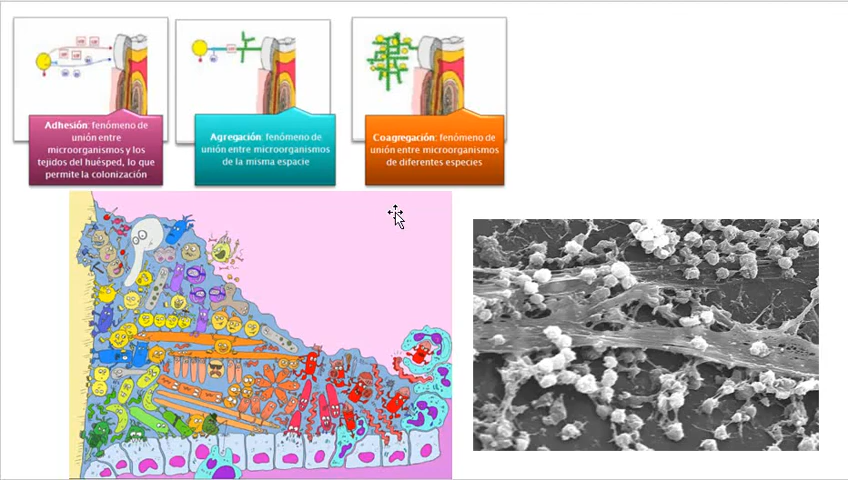 Adhesión: fenómeno de
unión entre
microorganismos y los
tejidos del huésped, lo que
permite la colonización
Agregación: fenómeno de
unión entre microorganismos
de la misma espacie
Coagregación: fenómeno de
unión entre microorganismos
de diferentes especies